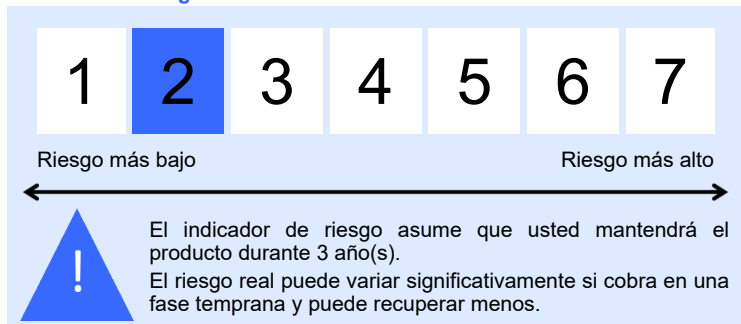 1 2 3 4 5 6 7
Riesgo más bajo Riesgo más alto
!
El indicador de riesgo asume que usted mantendrá el
producto durante 3 año(s).
El riesgo real puede variar significativamente si cobra en una
fase temprana y puede recuperar menos.